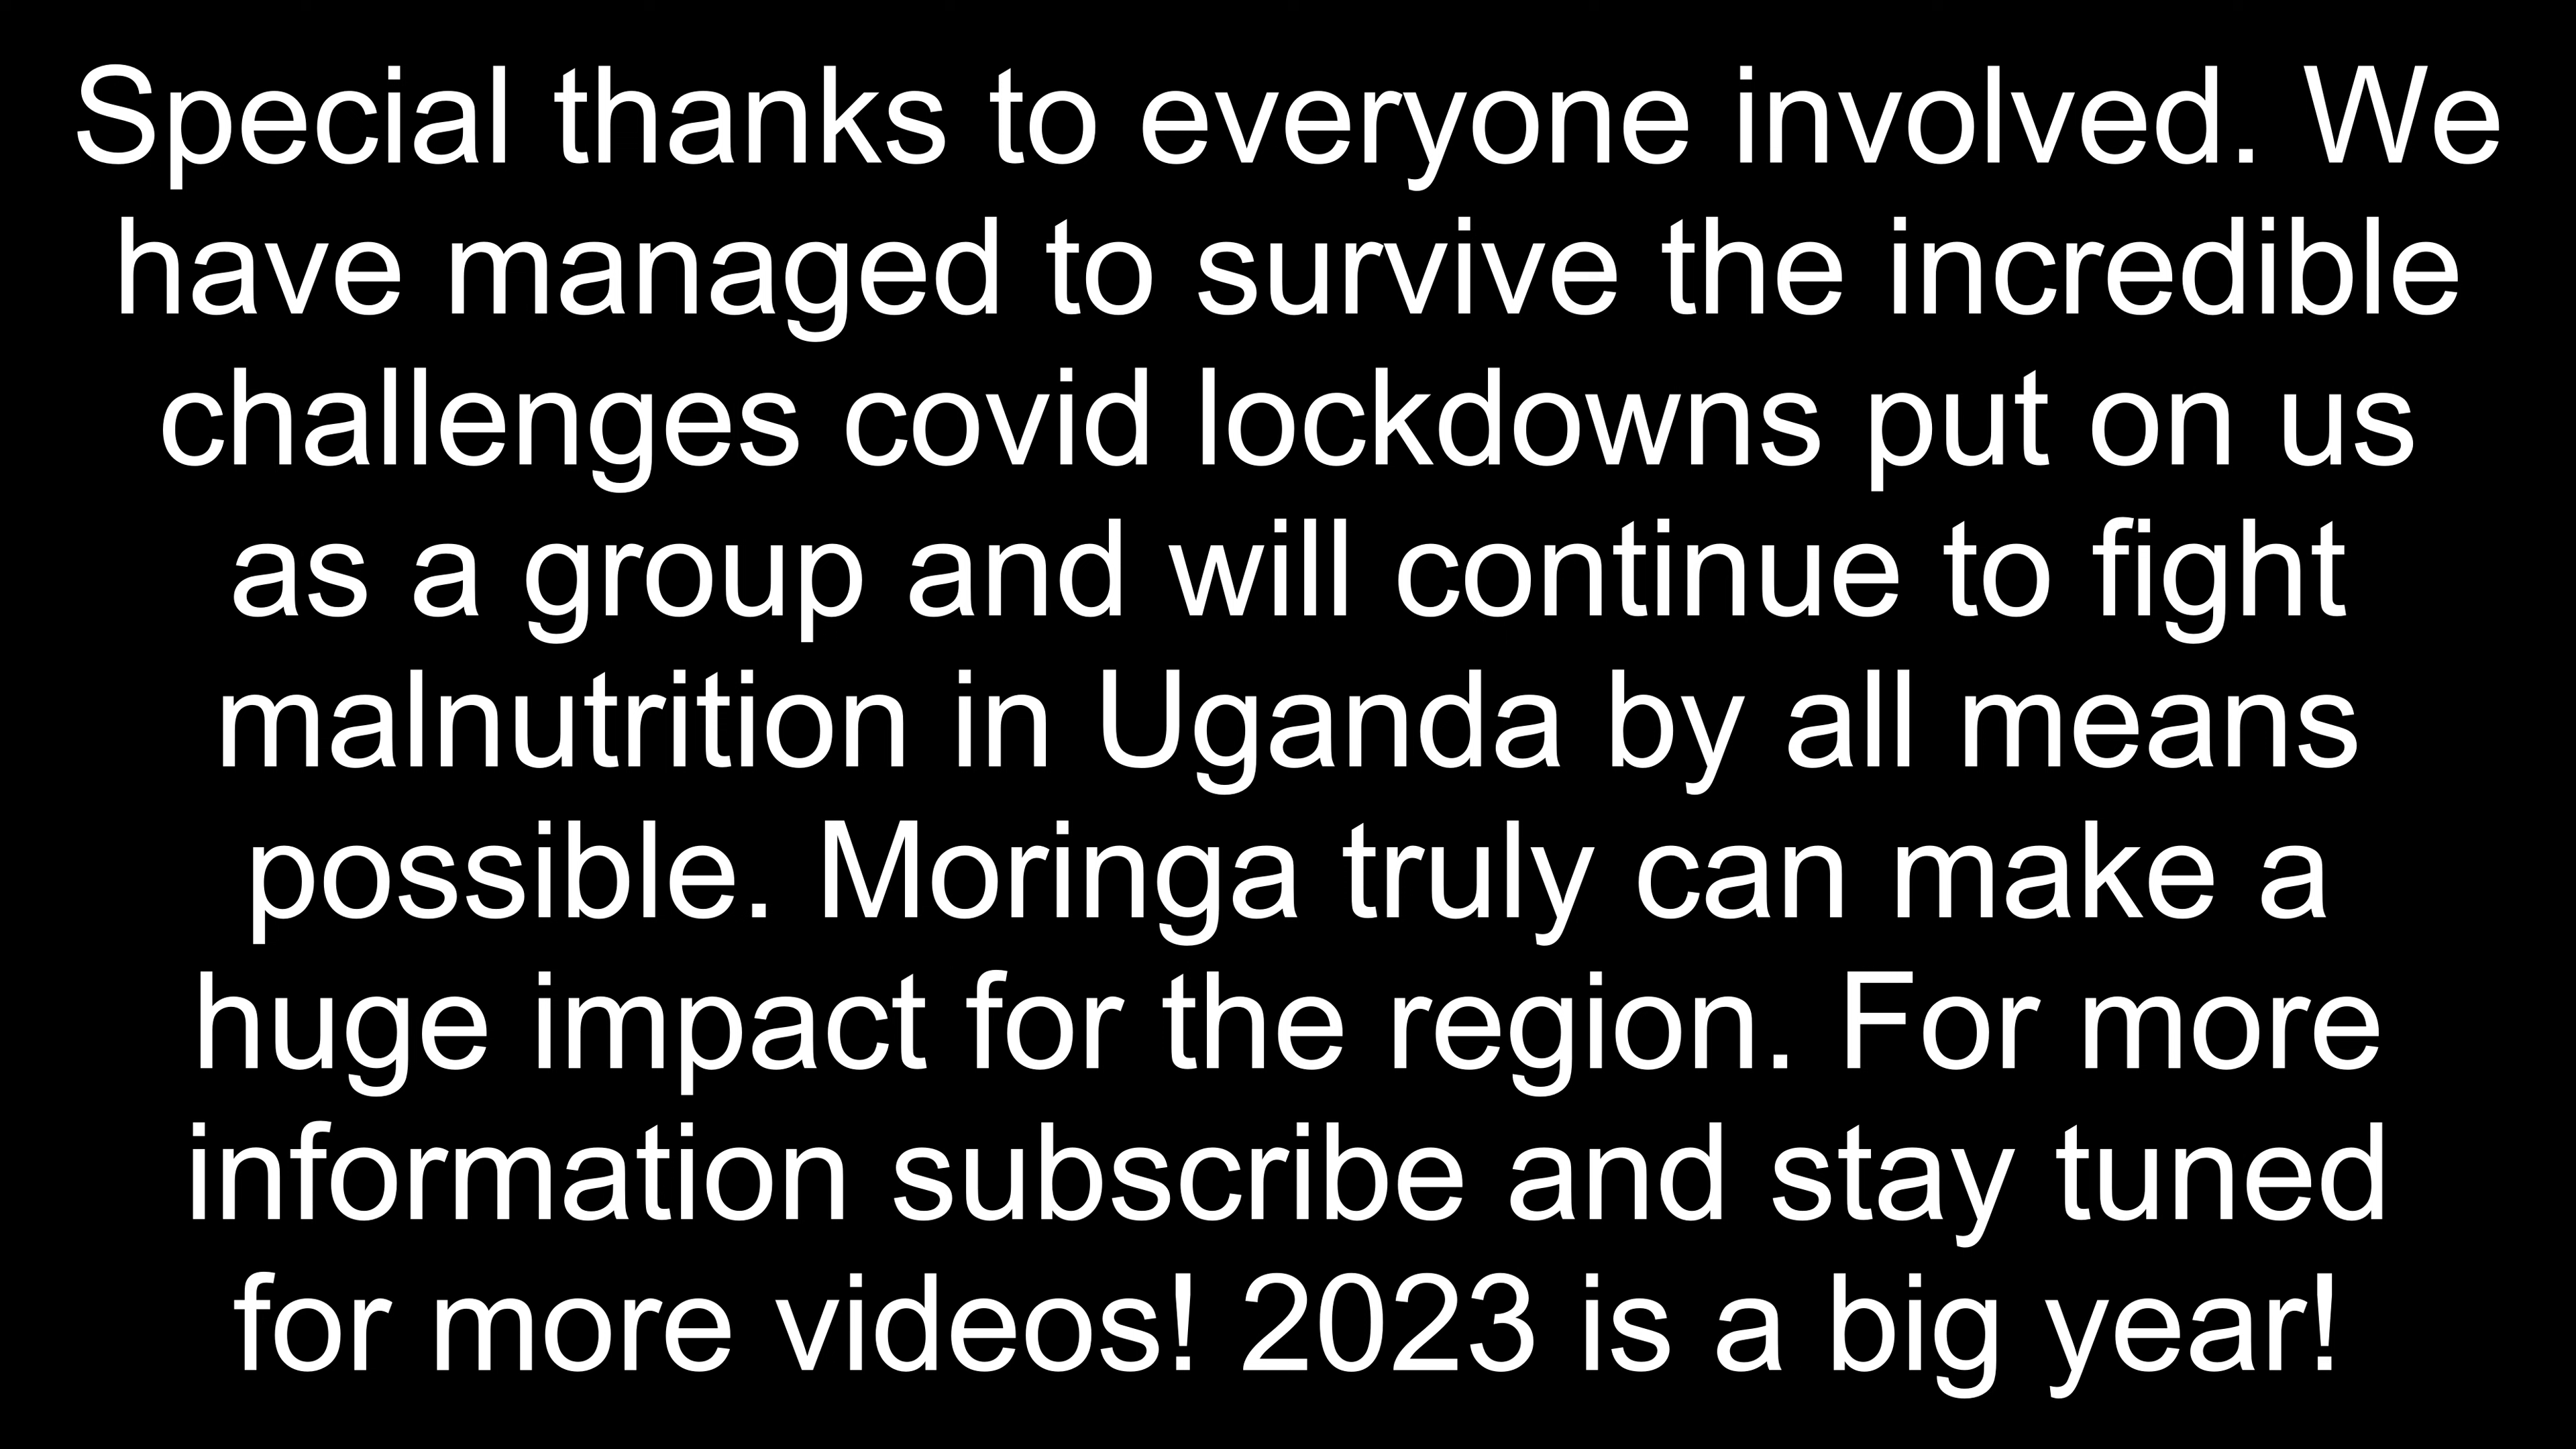 Special thanks to everyone involved. We
have managed to survive the incredible
challenges covid lockdowns put on us
as a group and will continue to fight
malnutrition in Uganda by all means
possible. Moringa truly can make a
huge impact for the region. For more
information subscribe and stay tuned
for more videos! 2023 is a big year!